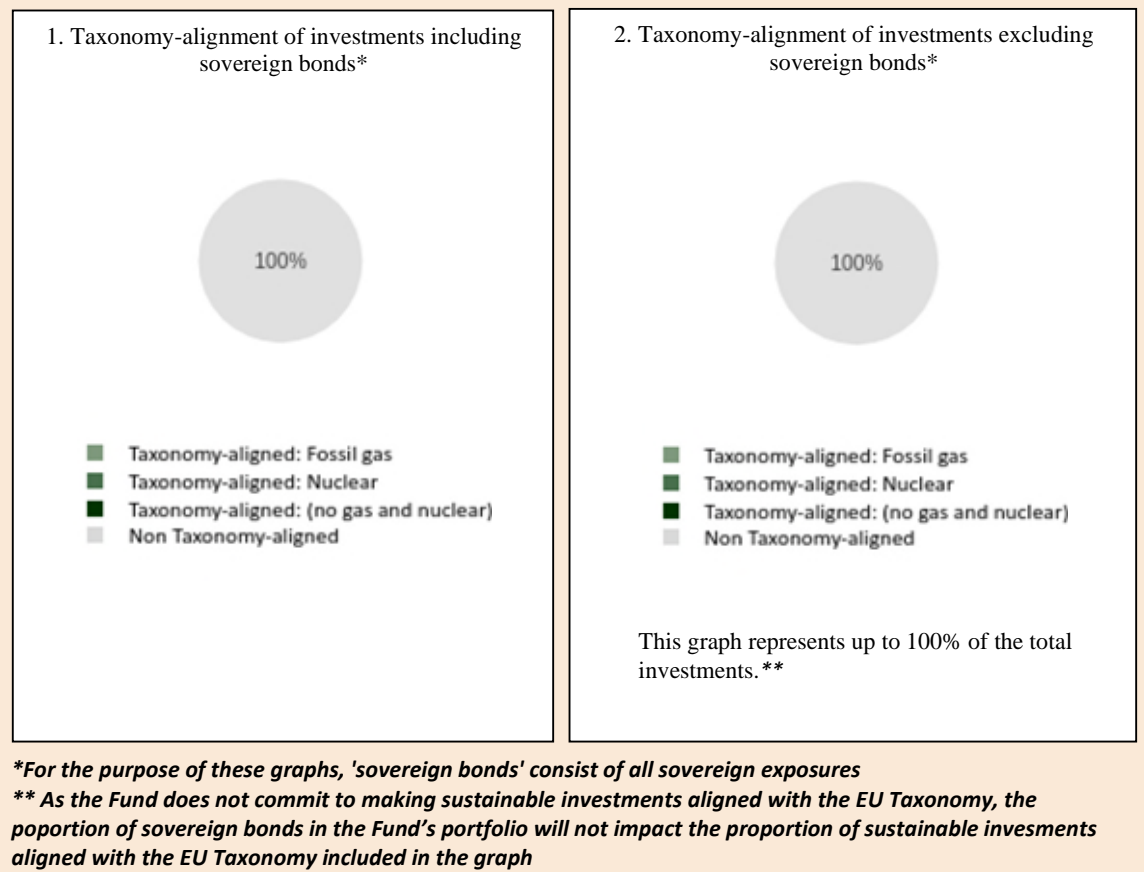 1. Taxonomy-alignment of investments including
sovereign bonds*
100%
Taxonomy-aligned: Fossil gas
Taxonomy-aligned: Nuclear
Taxonomy-aligned: (no gas and nuclear)
Non Taxonomy-aligned
2. Taxonomy-alignment of investments excluding
sovereign bonds*
100%
Taxonomy-aligned: Fossil gas
Taxonomy-aligned: Nuclear
Taxonomy-aligned: (no gas and nuclear)
Non Taxonomy-aligned
This graph represents up to 100% of the total
investments.**
*For the purpose of these graphs, 'sovereign bonds' consist of all sovereign exposures
** As the Fund does not commit to making sustainable investments aligned with the EU Taxonomy, the
poportion of sovereign bonds in the Fund’s portfolio will not impact the proportion of sustainable invesments
aligned with the EU Taxonomy included in the graph